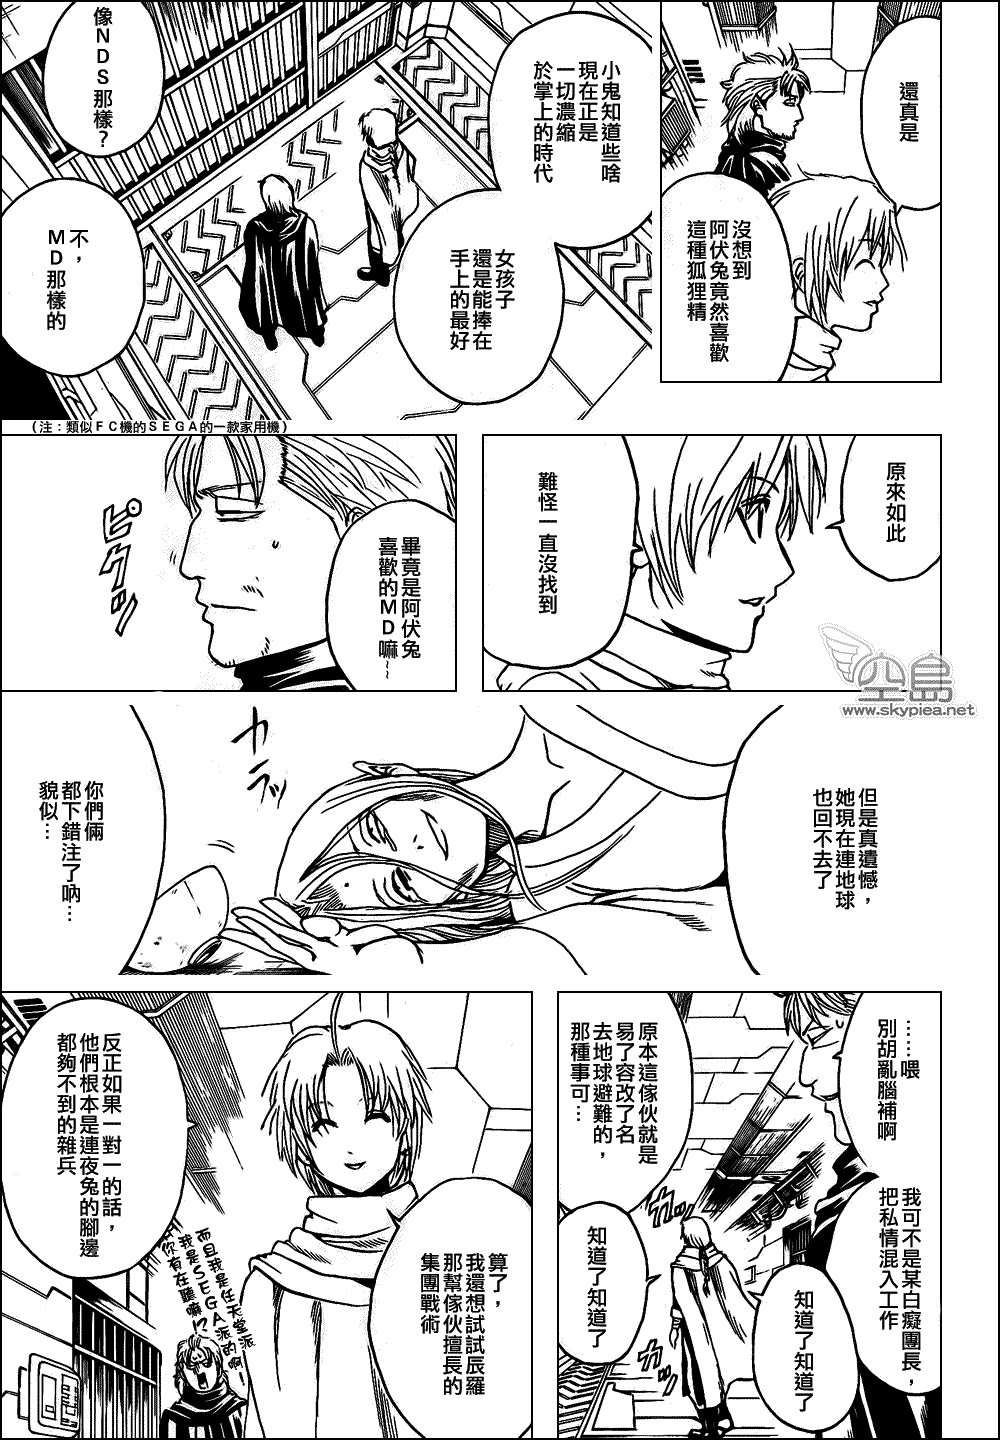 還真是
沒想到
阿伏兔竟然喜歡
這種狐狸精
小鬼知道些啥
現在正是
一切濃縮
於掌上的時代
女孩子
還是能捧在
手上的最好
像NDS那樣？
不，
MD那樣的
（注：類似FC機的SEGA的一款家用機）
原來如此
難怪一直沒找到
畢竟是阿伏兔
喜歡的MD嘛~
ピクッ
空島
www.skypiea.net
但是真遺憾，
她現在連地球
也回不去了
你們倆
都下錯注了吶…
貌似…
……喂
別胡亂腦補啊
我可不是某白癡團長，
把私情混入工作
原本這傢伙就是
易了容改了名
去地球避難的，
那種事可…
知道了知道了
知道了知道了
算了，
我還想試試辰羅
那幫傢伙擅長的
集團戰術
反正如果一對一的話，
他們根本是連夜兔的腳邊
都夠不到的雜兵
而且我是任天堂派
我是SEGA派的啊！
你有在聽嘛!?